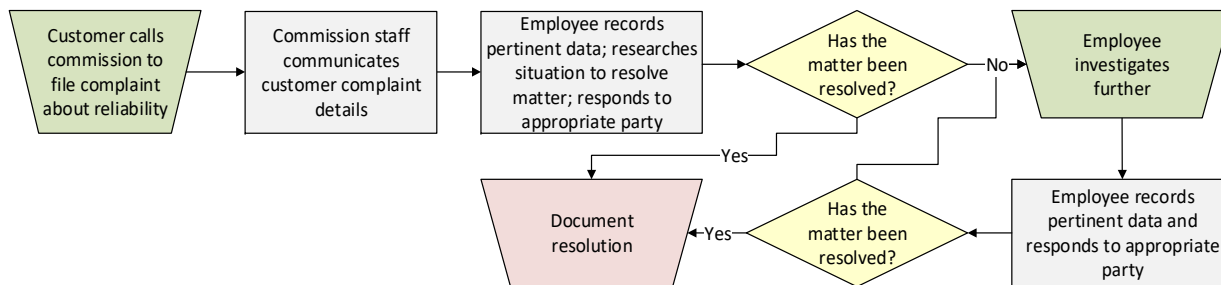 Customer calls
commission to
file complaint
about reliability
Commission staff
communicates
customer complaint
details
Employee records
pertinent data; researches
situation to resolve
matter; responds to
appropriate party
Has the
matter been
resolved?
No
Employee
investigates
further
Yes
Document
resolution
Yes
Has the
matter been
resolved?
Employee records
pertinent data and
responds to appropriate
party